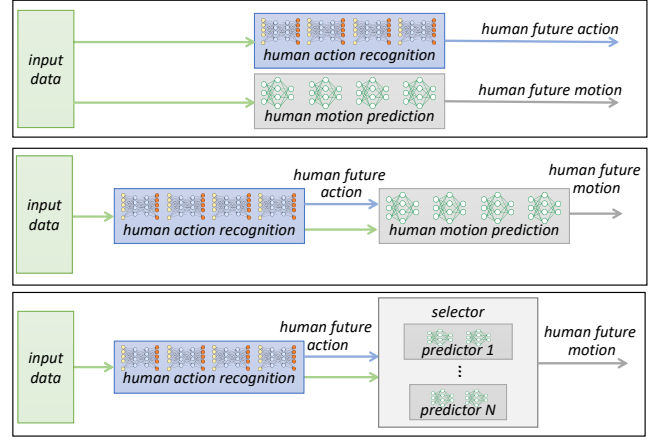 input
data
human action recognition
human future action
human motion prediction
human future motion
input
data
human action recognition
human future
action
human motion prediction
human future
motion
input
data
human action recognition
human future
action
selector
predictor 1
⋮
predictor N
human future
motion